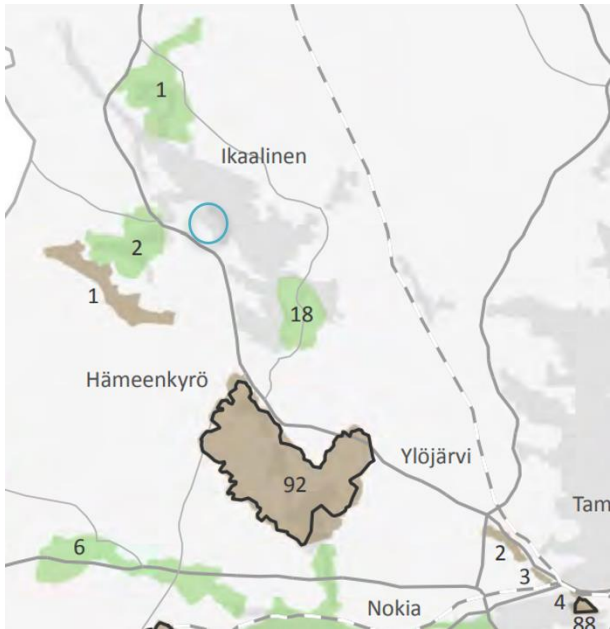 1
Ikaalinen
2
1
18
Hämeenkyrö
Ylöjärvi
92
Tam
6
2
3
4
Nokia
88